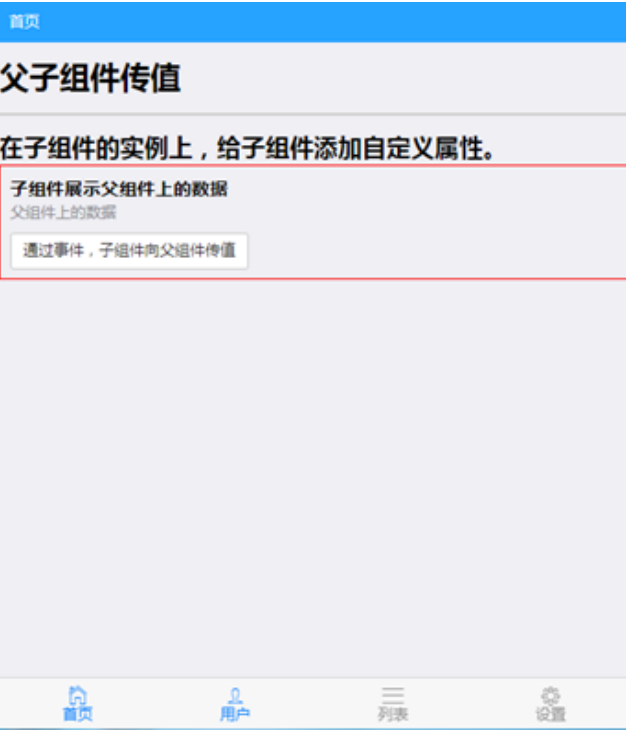 首页
父子组件传值
在子组件的实例上，给子组件添加自定义属性。
子组件展示父组件上的数据
父组件上的数据
通过事件，子组件向父组件传值
首页 用户 列表 设置